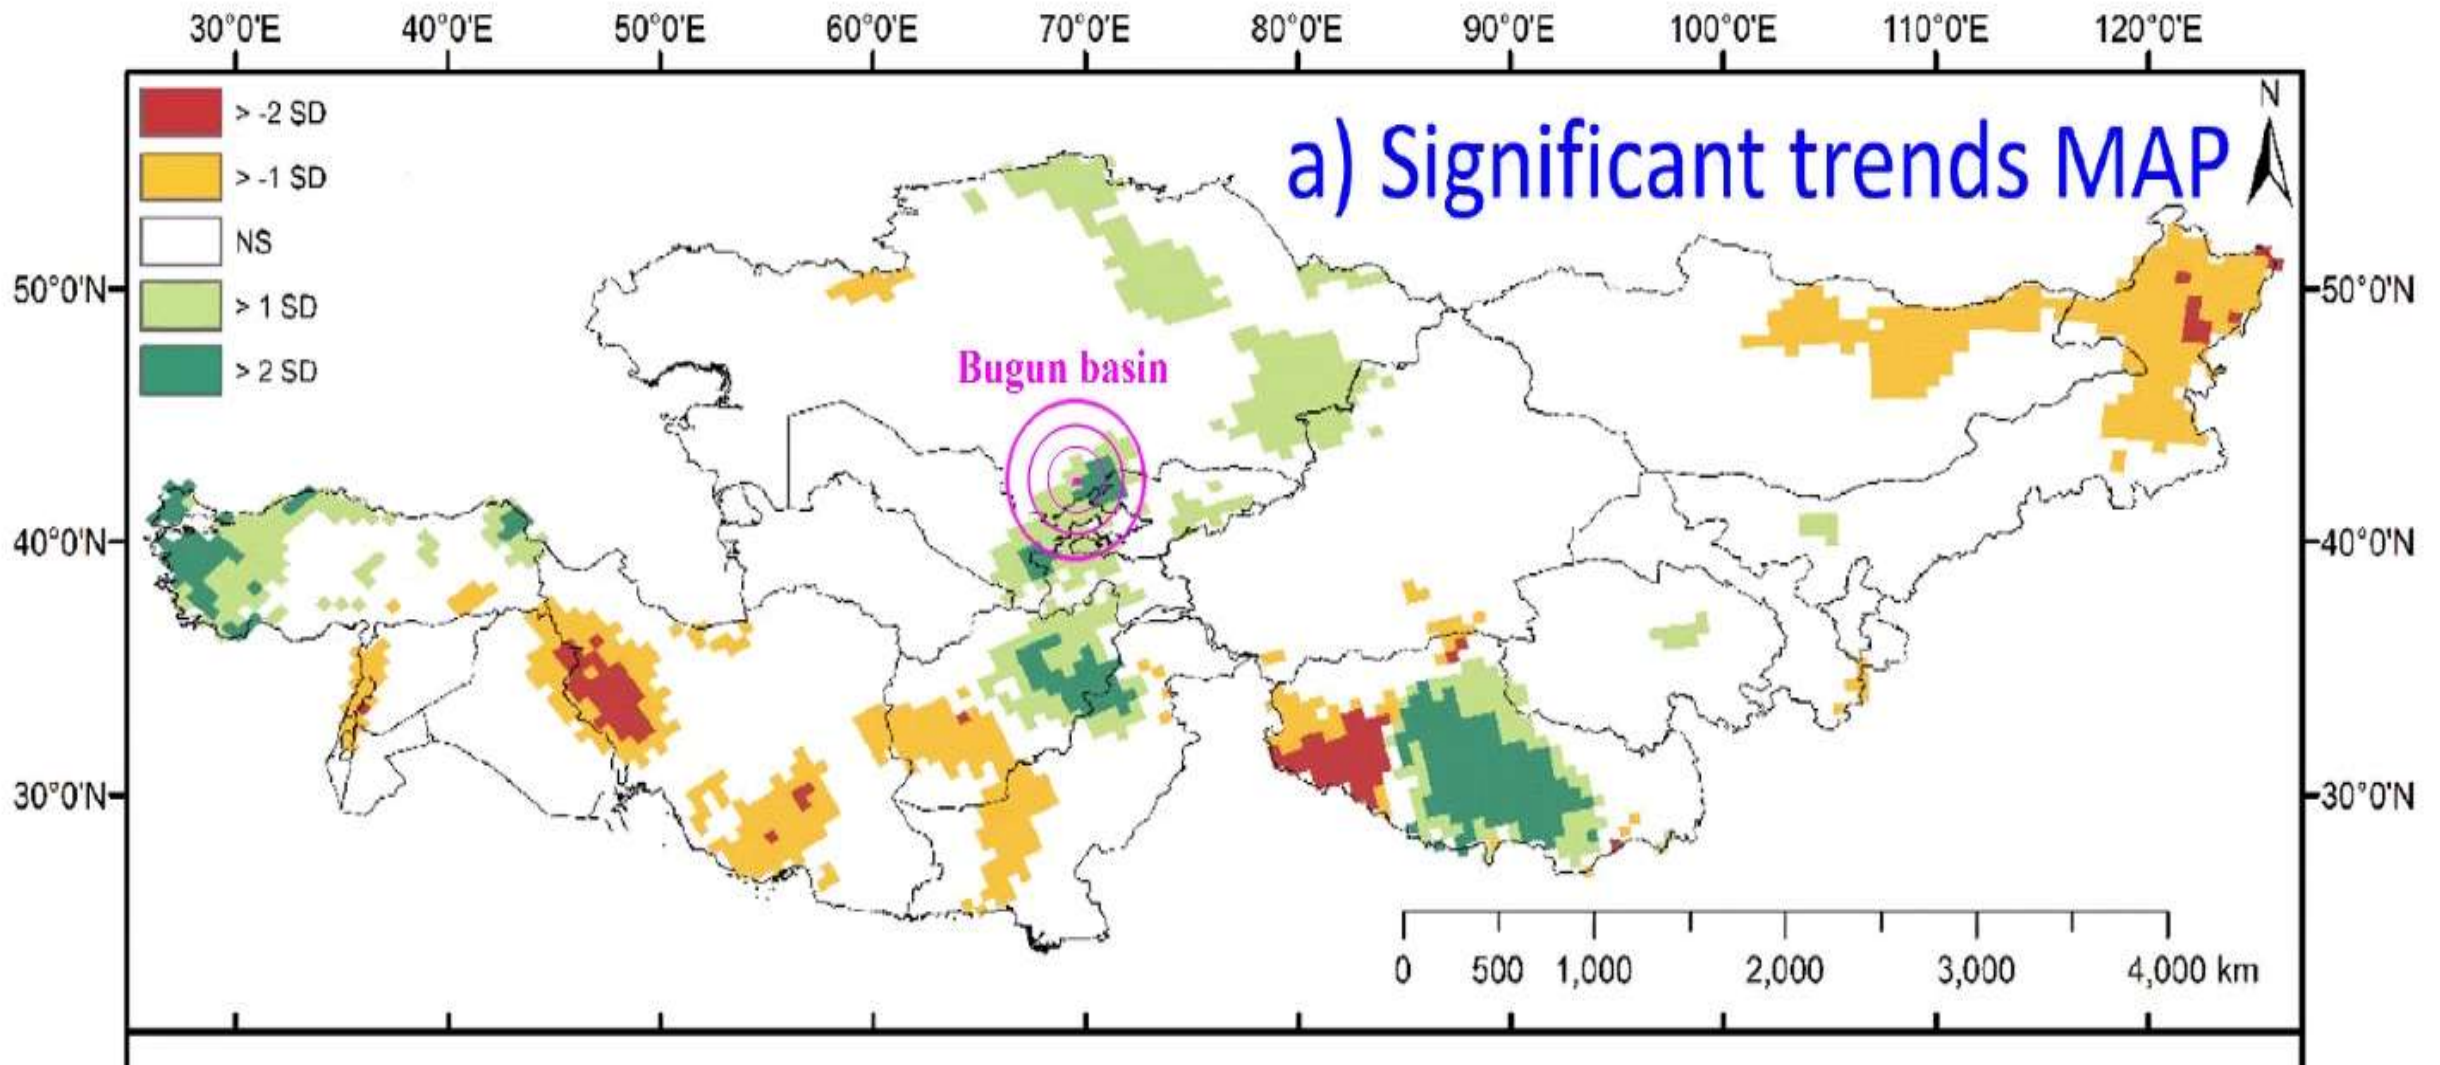 30°0'E 40°0'E 50°0'E 60°0'E 70°0'E 80°0'E 90°0'E 100°0'E 110°0'E 120°0'E
> -2 SD
> -1 SD
NS
> 1 SD
> 2 SD
a) Significant trends MAP
N
50°0'N
50°0'N
Bugun basin
40°0'N
40°0'N
30°0'N
30°0'N
0 500 1,000 2,000 3,000 4,000 km